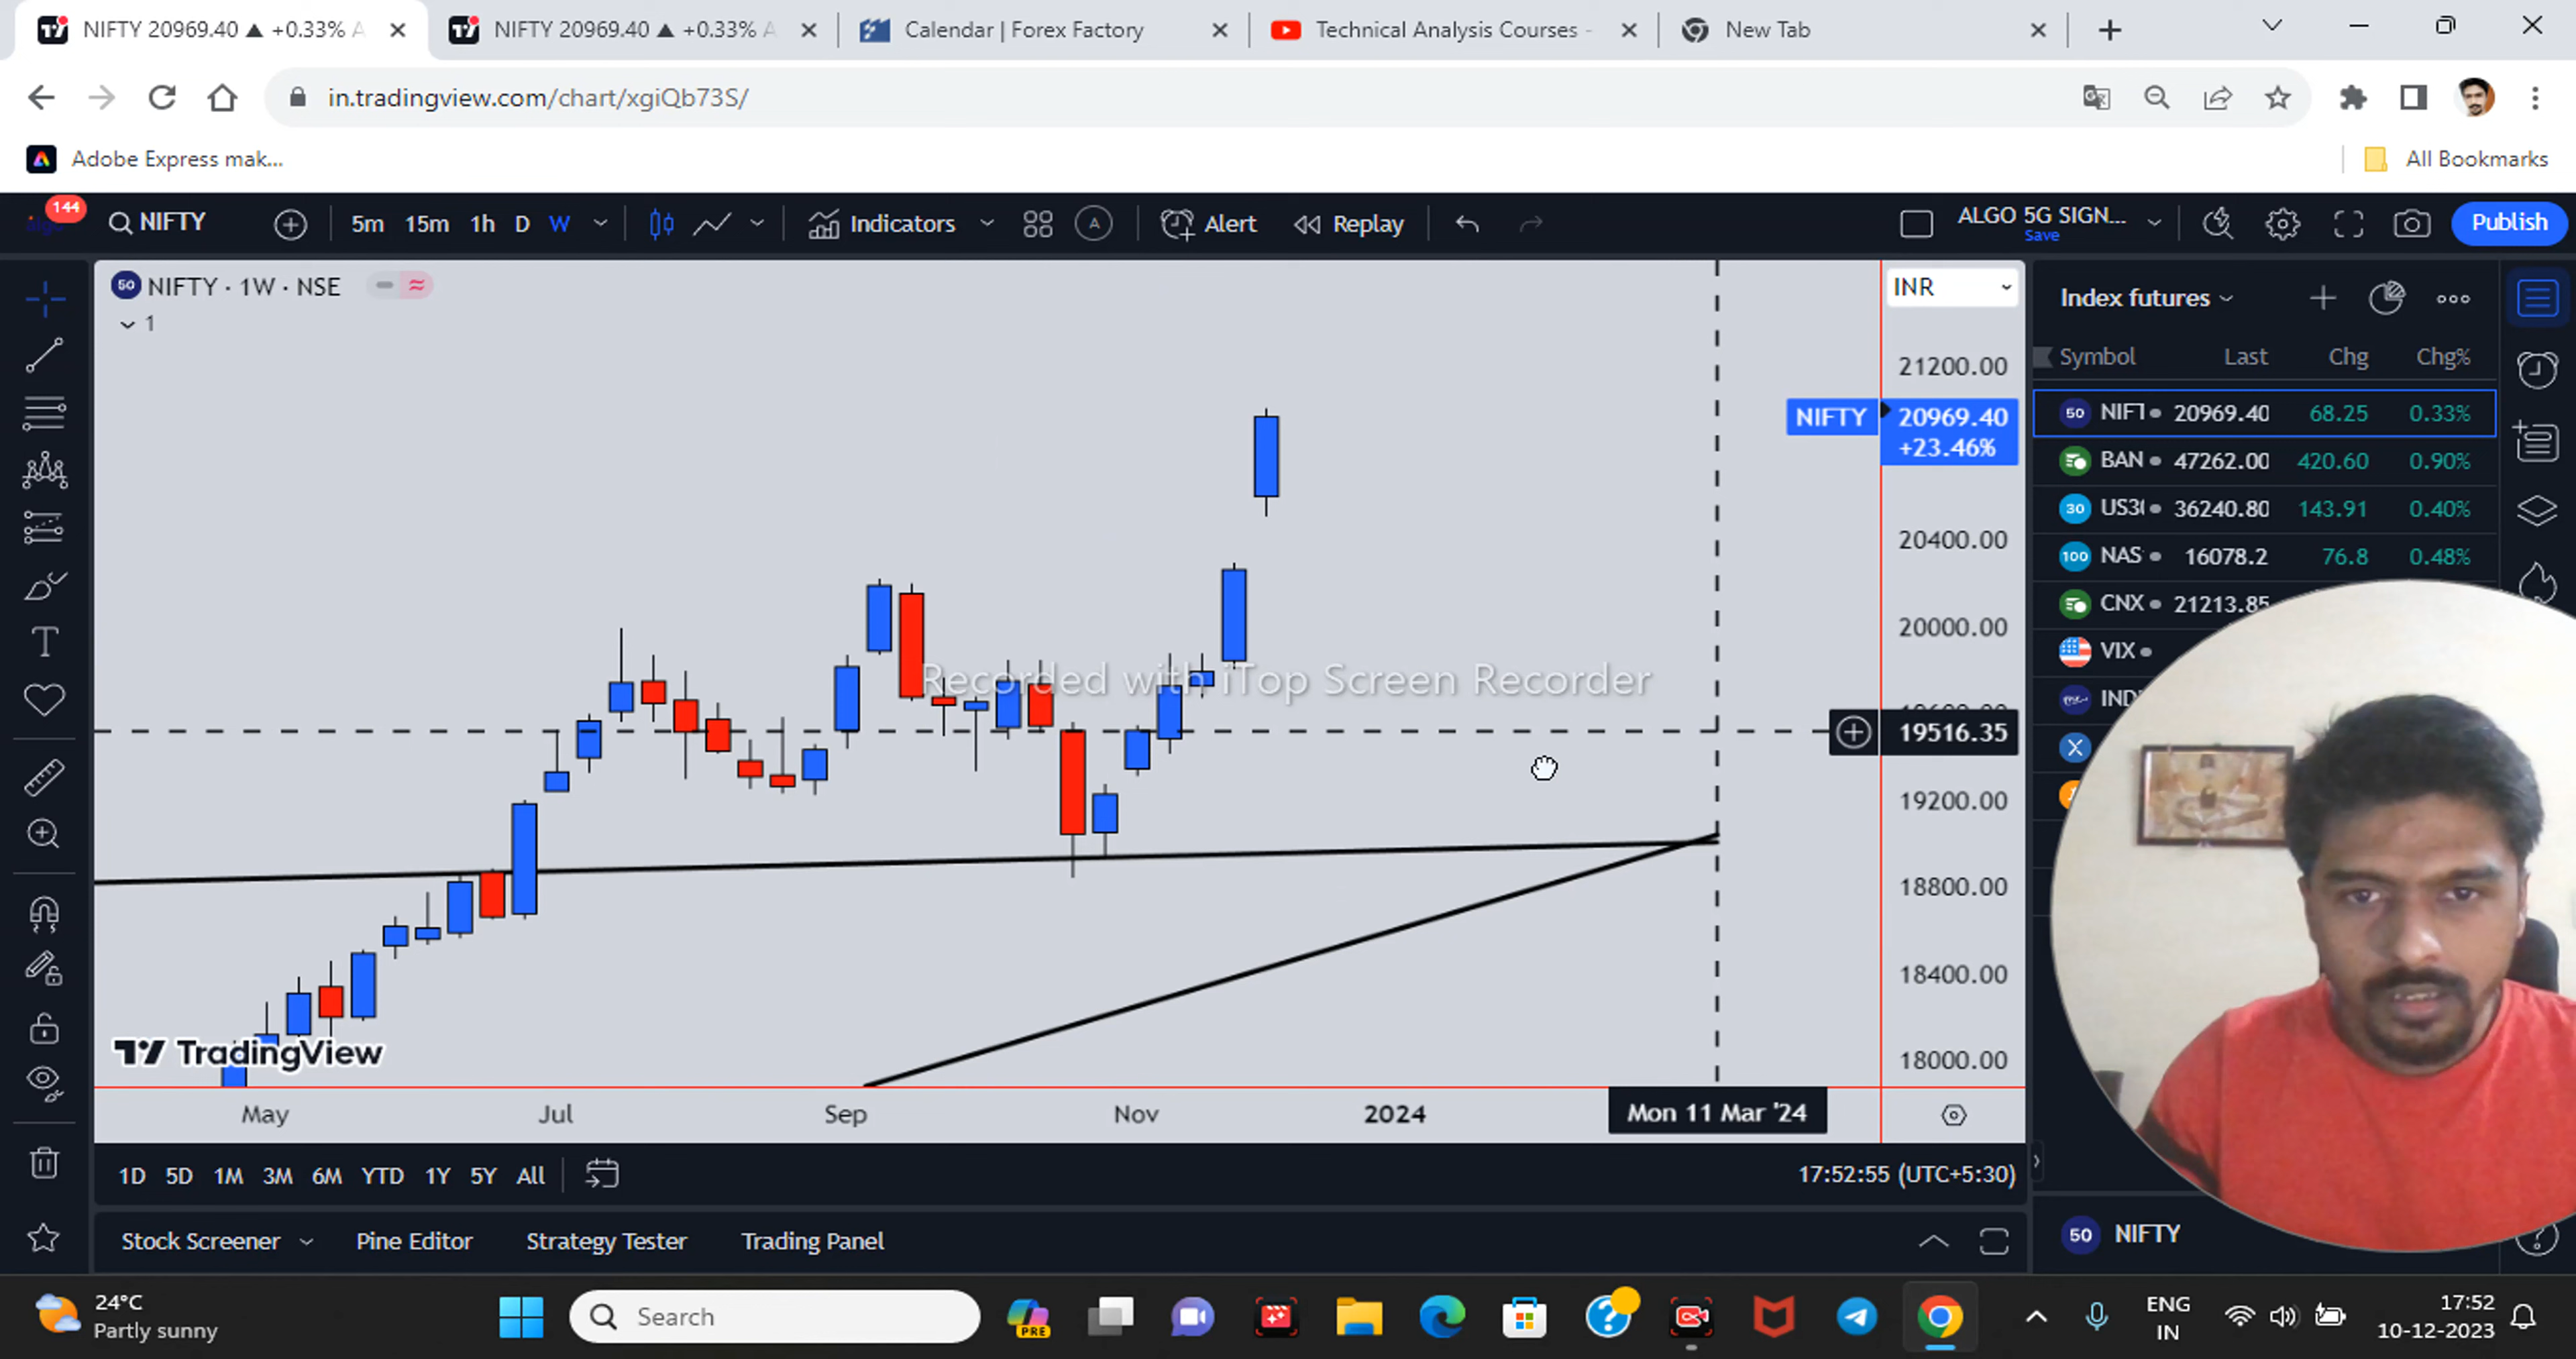 NIFTY 20969.40 ▲ +0.33% A
NIFTY 20969.40 ▲ +0.33% A
Calendar | Forex Factory
Technical Analysis Courses -
New Tab
in.tradingview.com/chart/xgiQb73S/
Adobe Express mak...
All Bookmarks
144
NIFTY
5m 15m 1h D W
Indicators
A
Alert
Replay
ALGO 5G SIGN...
Save
Publish
50 NIFTY · 1W · NSE
1
INR
21200.00
NIFTY 20969.40
+23.46%
20400.00
20000.00
19516.35
19200.00
18800.00
18400.00
18000.00
Recorded with iTop Screen Recorder
TradingView
May Jul Sep Nov 2024 Mon 11 Mar '24
1D 5D 1M 3M 6M YTD 1Y 5Y All
17:52:55 (UTC+5:30)
Stock Screener
Pine Editor
Strategy Tester
Trading Panel
Index futures
Symbol Last Chg Chg%
50 NIFT 20969.40 68.25 0.33%
BAN 47262.00 420.60 0.90%
30 US3 36240.80 143.91 0.40%
100 NAS 16078.2 76.8 0.48%
CNX 21213.85
VIX
IND
X
50 NIFTY
24°C
Partly sunny
Search
PRE
ENG
IN
17:52
10-12-2023